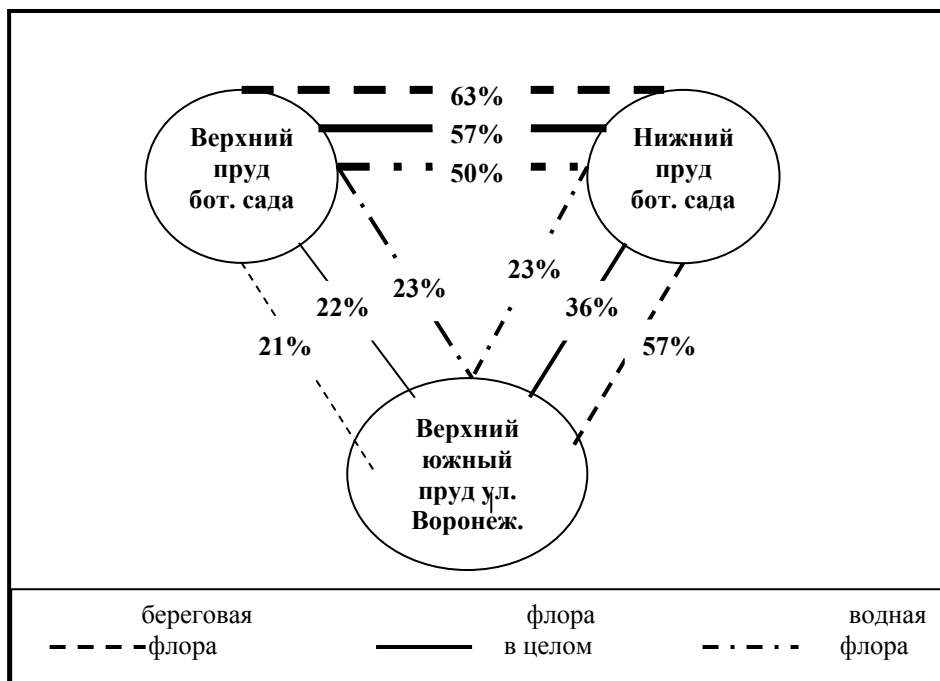 63%
Верхний
пруд
бот. сада
57%
Нижний
пруд
бот. сада
50%
23%
23%
22%
36%
21%
57%
Верхний
южный
пруд ул.
Воронеж.
береговая
флора
флора
в целом
водная
флора